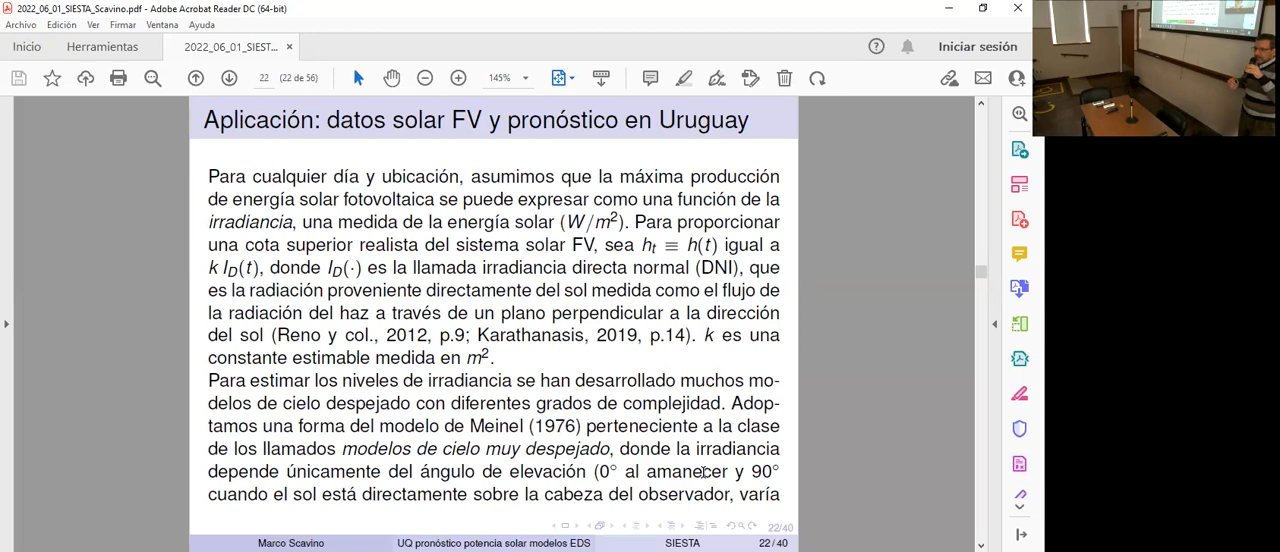 2022_06_01_SIESTA_Scavino.pdf - Adobe Acrobat Reader DC (64-bit)
Archivo Edición Ver Firmar Ventana Ayuda
Inicio Herramientas 2022_06_01_SIEST... × Iniciar sesión
22 (22 de 56) 145%
Aplicación: datos solar FV y pronóstico en Uruguay
Para cualquier día y ubicación, asumimos que la máxima producción
de energía solar fotovoltaica se puede expresar como una función de la
irradiancia, una medida de la energía solar (W/m²). Para proporcionar
una cota superior realista del sistema solar FV, sea hₜ ≡ h(t) igual a
k I_D(t), donde I_D(·) es la llamada irradiancia directa normal (DNI), que
es la radiación proveniente directamente del sol medida como el flujo de
la radiación del haz a través de un plano perpendicular a la dirección
del sol (Reno y col., 2012, p.9; Karathanasis, 2019, p.14). k es una
constante estimable medida en m².
Para estimar los niveles de irradiancia se han desarrollado muchos mo-
delos de cielo despejado con diferentes grados de complejidad. Adop-
tamos una forma del modelo de Meinel (1976) perteneciente a la clase
de los llamados modelos de cielo muy despejado, donde la irradiancia
depende únicamente del ángulo de elevación (0° al amanecer y 90°
cuando el sol está directamente sobre la cabeza del observador, varía
22/40
Marco Scavino UQ pronóstico potencia solar modelos EDS SIESTA 22 / 40